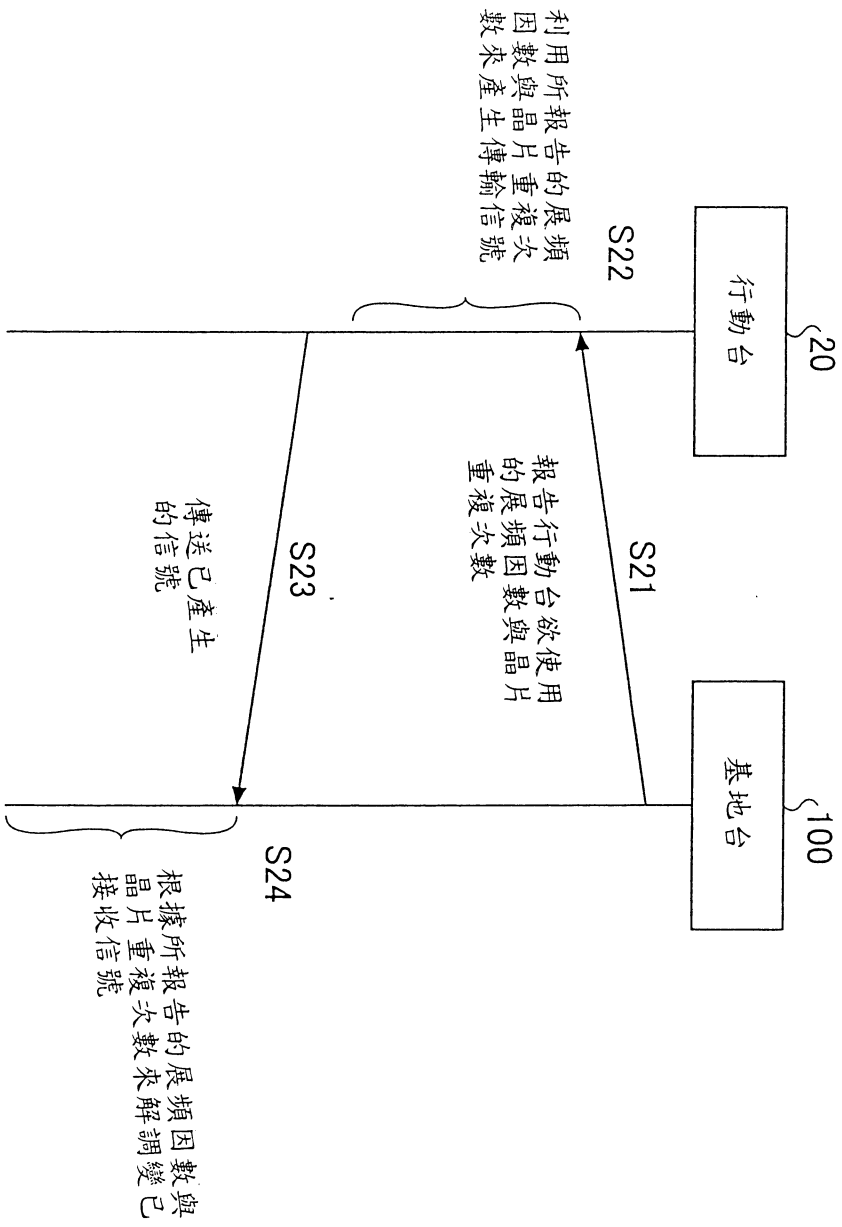 行動台
20
基地台
100
S21
報告行動台欲使用
的展頻因數與晶片
重複次數
S22
利用所報告的展頻
因數與晶片重複次
數來產生傳輸信號
S23
傳送已產生
的信號
S24
根據所報告的展頻因數與
晶片重複次數來解調變已
接收信號